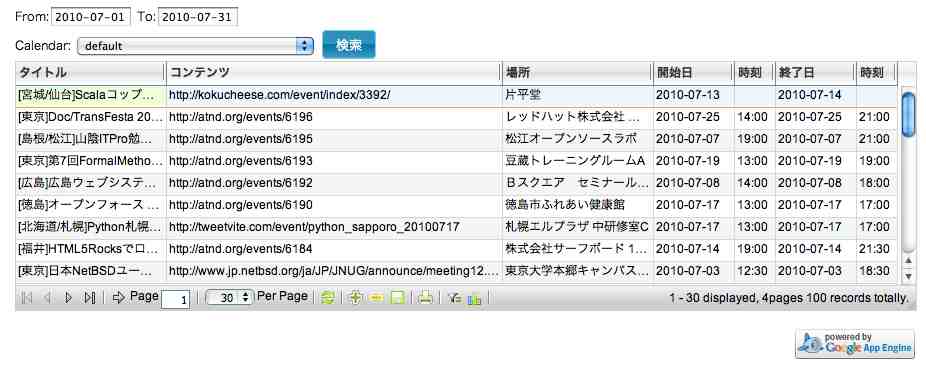 From: 2010-07-01 To: 2010-07-31
Calendar: default 検索
タイトル コンテンツ 場所 開始日 時刻 終了日 時刻
[宮城/仙台]Scalaコップ... http://kokucheese.com/event/index/3392/ 片平堂 2010-07-13 2010-07-14
[東京]Doc/TransFesta 20... http://atnd.org/events/6196 レッドハット株式会社 ... 2010-07-25 14:00 2010-07-25 21:00
[島根/松江]山陰ITPro勉... http://atnd.org/events/6195 松江オープンソースラボ 2010-07-07 19:00 2010-07-07 21:00
[東京]第7回FormalMetho... http://atnd.org/events/6193 豆蔵トレーニングルームA 2010-07-19 13:00 2010-07-19 19:00
[広島]広島ウェブシステ... http://atnd.org/events/6192 Ｂスクエア　セミナール... 2010-07-08 14:00 2010-07-08 18:00
[徳島]オープンフォース ... http://atnd.org/events/6190 徳島市ふれあい健康館 2010-07-17 13:00 2010-07-17 17:00
[北海道/札幌]Python札幌... http://tweetvite.com/event/python_sapporo_20100717 札幌エルプラザ 中研修室C 2010-07-17 13:00 2010-07-17 17:00
[福井]HTML5Rocksでロ... http://atnd.org/events/6184 株式会社サーフボード 1... 2010-07-14 19:00 2010-07-14 21:30
[東京]日本NetBSDユー... http://www.jp.netbsd.org/ja/JP/JNUG/announce/meeting12.... 東京大学本郷キャンパス... 2010-07-03 12:30 2010-07-03 18:30
Page 1 30 Per Page 1 - 30 displayed, 4pages 100 records totally.
powered by
Google App Engine